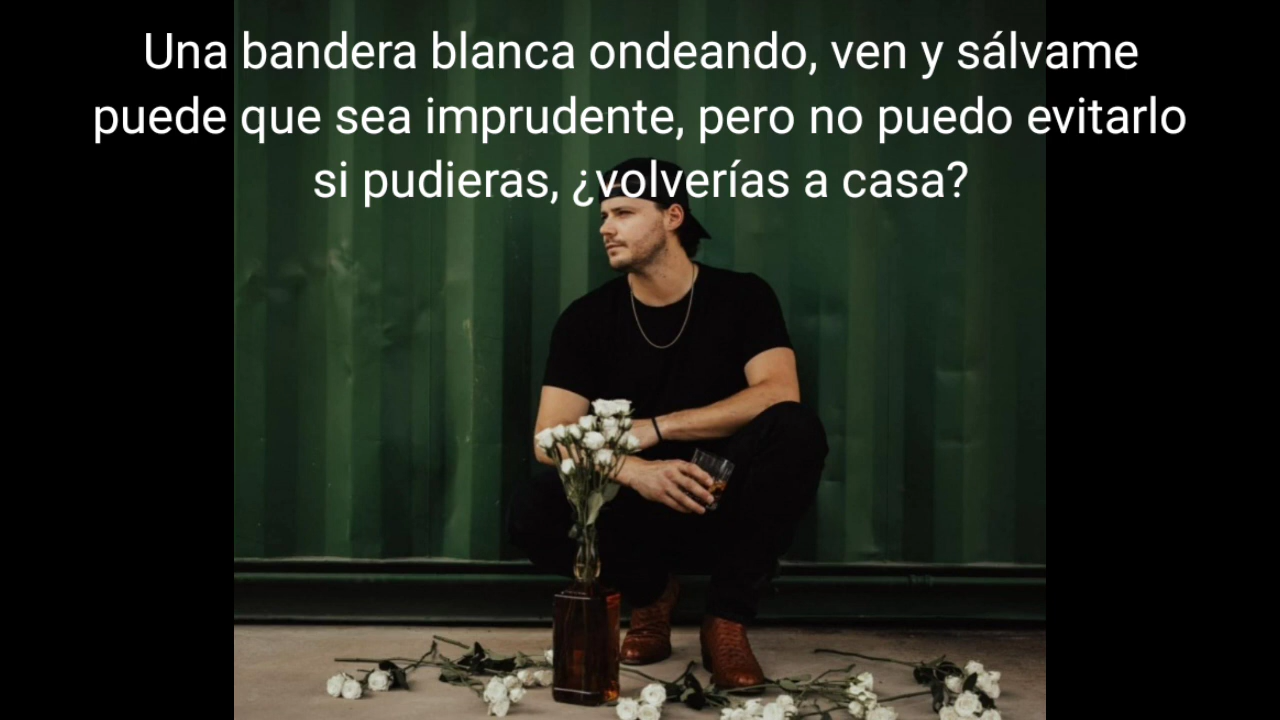 Una bandera blanca ondeando, ven y sálvame
puede que sea imprudente, pero no puedo evitarlo
si pudieras, ¿volverías a casa?